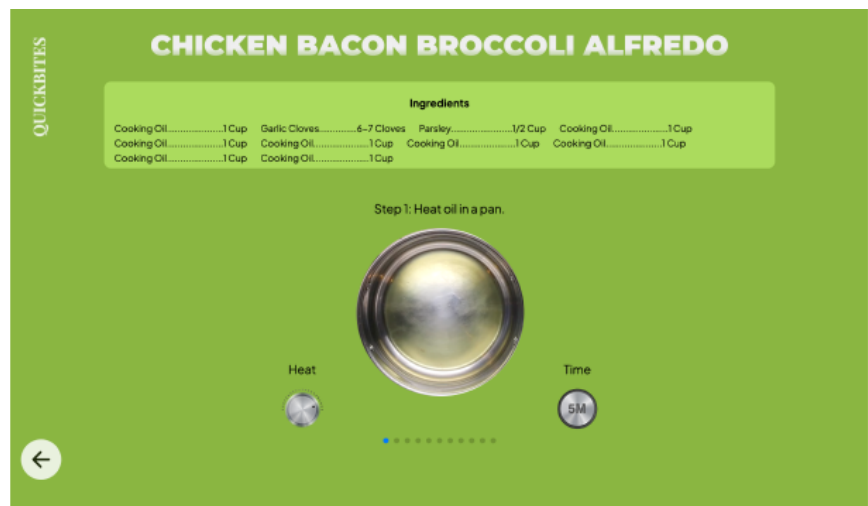 QUICKBITES
CHICKEN BACON BROCCOLI ALFREDO
Ingredients
Cooking Oil.....................1 Cup Garlic Cloves..............6-7 Cloves Parsley.......................1/2 Cup Cooking Oil.....................1 Cup
Cooking Oil.....................1 Cup Cooking Oil.....................1 Cup Cooking Oil.....................1 Cup Cooking Oil.....................1 Cup
Cooking Oil.....................1 Cup Cooking Oil.....................1 Cup
Step 1: Heat oil in a pan.
Heat
Time
5M